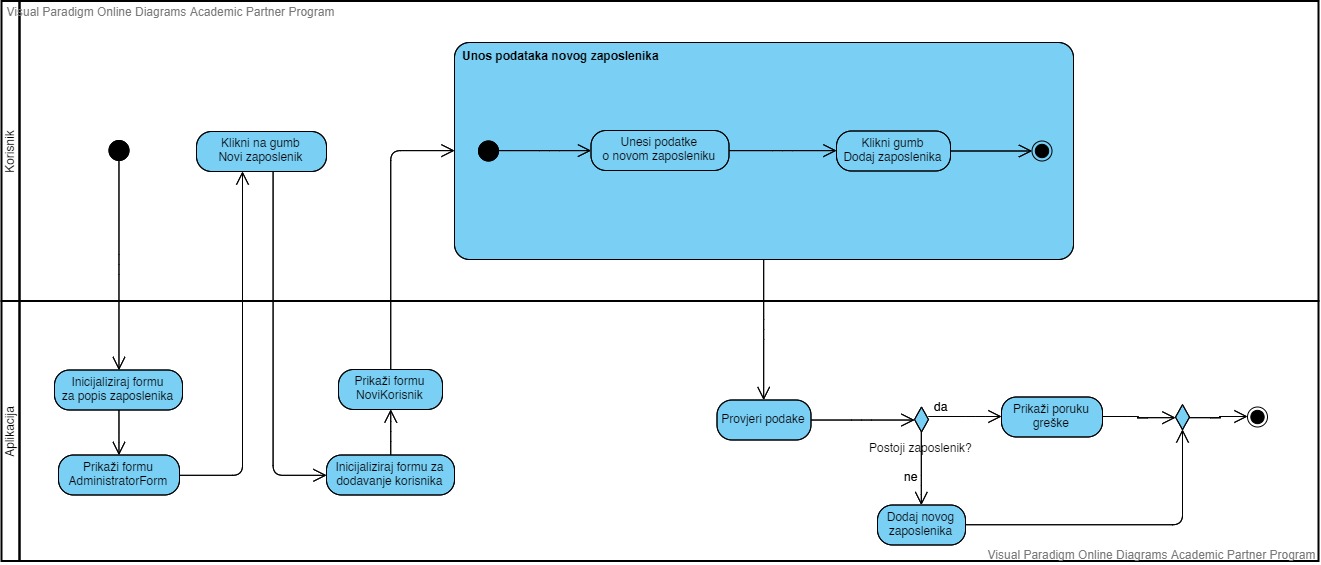 Visual Paradigm Online Diagrams Academic Partner Program
Korisnik
Unos podataka novog zaposlenika
Klikni na gumb
Novi zaposlenik
Unesi podatke
o novom zaposleniku
Klikni gumb
Dodaj zaposlenika
Aplikacija
Inicijaliziraj formu
za popis zaposlenika
Prikaži formu
AdministratorForm
Prikaži formu
NoviKorisnik
Inicijaliziraj formu za
dodavanje korisnika
Provjeri podake
da
Postoji zaposlenik?
ne
Prikaži poruku
greške
Dodaj novog
zaposlenika
Visual Paradigm Online Diagrams Academic Partner Program